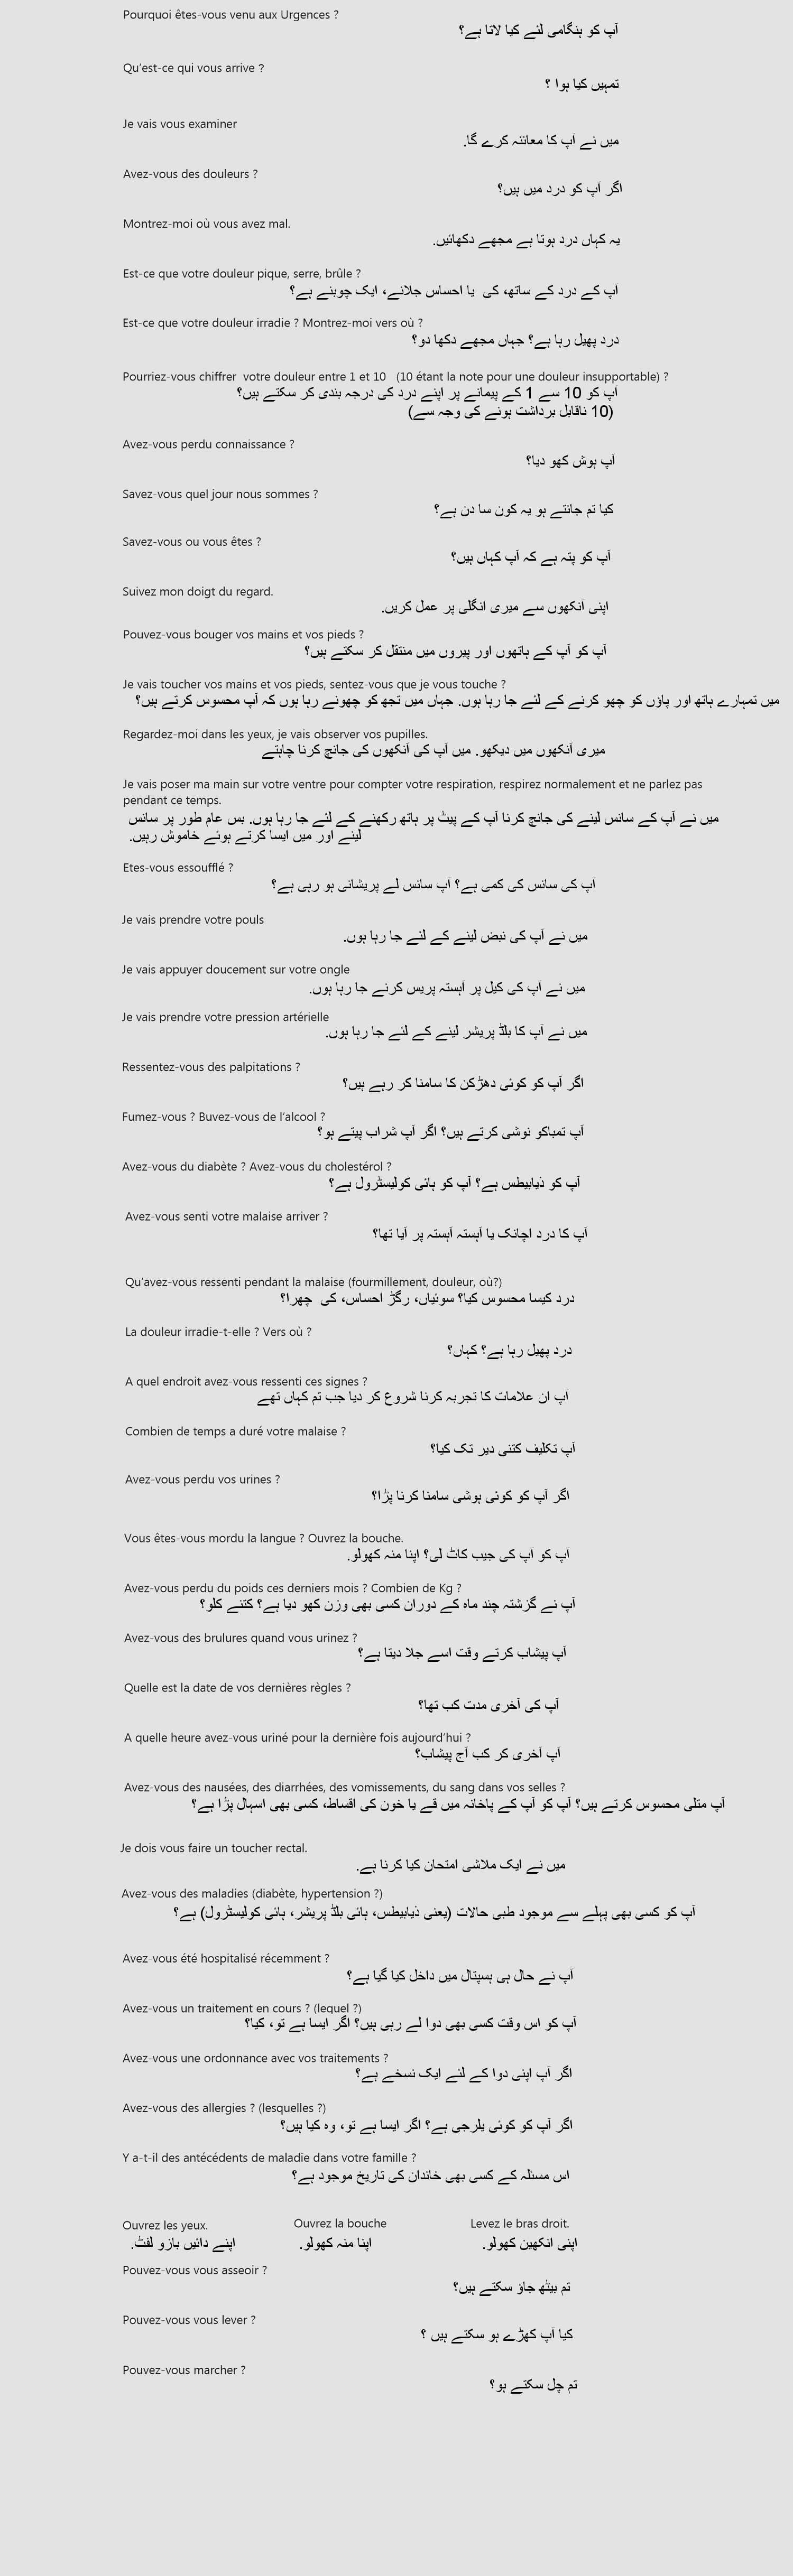 Pourquoi êtes-vous venu aux Urgences ?
آپ کو ہنگامی لئے کیا لاتا ہے؟
Qu’est-ce qui vous arrive ?
تمہیں کیا ہوا ؟
Je vais vous examiner
میں نے آپ کا معائنہ کرے گا.
Avez-vous des douleurs ?
اگر آپ کو درد میں ہیں؟
Montrez-moi où vous avez mal.
یہ کہاں درد ہوتا ہے مجھے دکھائیں.
Est-ce que votre douleur pique, serre, brûle ?
آپ کے درد کے ساتھ، کی  یا احساس جلانے، ایک چوبنے ہے؟
Est-ce que votre douleur irradie ? Montrez-moi vers où ?
درد پھیل رہا ہے؟ جہاں مجھے دکھا دو؟
Pourriez-vous chiffrer  votre douleur entre 1 et 10   (10 étant la note pour une douleur insupportable) ?
آپ کو 10 سے 1 کے پیمانے پر اپنے درد کی درجہ بندی کر سکتے ہیں؟
(10 ناقابل برداشت ہونے کی وجہ سے)
Avez-vous perdu connaissance ?
آپ ہوش کھو دیا؟
Savez-vous quel jour nous sommes ?
کیا تم جانتے ہو یہ کون سا دن ہے؟
Savez-vous ou vous êtes ?
آپ کو پتہ ہے کہ آپ کہاں ہیں؟
Suivez mon doigt du regard.
اپنی آنکھوں سے میری انگلی پر عمل کریں.
Pouvez-vous bouger vos mains et vos pieds ?
آپ کو آپ کے ہاتھوں اور پیروں میں منتقل کر سکتے ہیں؟
Je vais toucher vos mains et vos pieds, sentez-vous que je vous touche ?
میں تمہارے ہاتھ اور پاؤں کو چھو کرنے کے لئے جا رہا ہوں. جہاں میں تجھ کو چھونے رہا ہوں کہ آپ محسوس کرتے ہیں؟
Regardez-moi dans les yeux, je vais observer vos pupilles.
میری آنکھوں میں دیکھو. میں آپ کی آنکھوں کی جانچ کرنا چاہتے
Je vais poser ma main sur votre ventre pour compter votre respiration, respirez normalement et ne parlez pas
pendant ce temps.
میں نے آپ کے سانس لینے کی جانچ کرنا آپ کے پیٹ پر ہاتھ رکھنے کے لئے جا رہا ہوں. بس عام طور پر سانس
لینے اور میں ایسا کرتے ہوئے خاموش رہیں.
Etes-vous essoufflé ?
آپ کی سانس کی کمی ہے؟ آپ سانس لے پریشانی ہو رہی ہے؟
Je vais prendre votre pouls
میں نے آپ کی نبض لینے کے لئے جا رہا ہوں.
Je vais appuyer doucement sur votre ongle
میں نے آپ کی کیل پر آہستہ پریس کرنے جا رہا ہوں.
Je vais prendre votre pression artérielle
میں نے آپ کا بلڈ پریشر لینے کے لئے جا رہا ہوں.
Ressentez-vous des palpitations ?
اگر آپ کو کوئی دھڑکن کا سامنا کر رہے ہیں؟
Fumez-vous ? Buvez-vous de l’alcool ?
آپ تمباکو نوشی کرتے ہیں؟ اگر آپ شراب پیتے ہو؟
Avez-vous du diabète ? Avez-vous du cholestérol ?
آپ کو ذیابیطس ہے؟ آپ کو ہائی کولیسٹرول ہے؟
Avez-vous senti votre malaise arriver ?
آپ کا درد اچانک یا آہستہ آہستہ پر آیا تھا؟
Qu’avez-vous ressenti pendant la malaise (fourmillement, douleur, où?)
درد کیسا محسوس کیا؟ سوئیاں، رگڑ احساس، کی  چھرا؟
La douleur irradie-t-elle ? Vers où ?
درد پھیل رہا ہے؟ کہاں؟
A quel endroit avez-vous ressenti ces signes ?
آپ ان علامات کا تجربہ کرنا شروع کر دیا جب تم کہاں تھے
Combien de temps a duré votre malaise ?
آپ تکلیف کتنی دیر تک کیا؟
Avez-vous perdu vos urines ?
اگر آپ کو کوئی ہوشی سامنا کرنا پڑا؟
Vous êtes-vous mordu la langue ? Ouvrez la bouche.
آپ کو آپ کی جیب کاٹ لی؟ اپنا منہ کھولو.
Avez-vous perdu du poids ces derniers mois ? Combien de Kg ?
آپ نے گزشتہ چند ماہ کے دوران کسی بھی وزن کھو دیا ہے؟ کتنے کلو؟
Avez-vous des brulures quand vous urinez ?
آپ پیشاب کرتے وقت اسے جلا دیتا ہے؟
Quelle est la date de vos dernières règles ?
آپ کی آخری مدت کب تھا؟
A quelle heure avez-vous uriné pour la dernière fois aujourd’hui ?
آپ آخری کر کب آج پیشاب؟
Avez-vous des nausées, des diarrhées, des vomissements, du sang dans vos selles ?
آپ متلی محسوس کرتے ہیں؟ آپ کو آپ کے پاخانہ میں قے یا خون کی اقساط، کسی بھی اسہال پڑا ہے؟
Je dois vous faire un toucher rectal.
میں نے ایک ملاشی امتحان کیا کرنا ہے.
Avez-vous des maladies (diabète, hypertension ?)
آپ کو کسی بھی پہلے سے موجود طبی حالات (یعنی ذیابیطس، ہائی بلڈ پریشر، ہائی کولیسٹرول) ہے؟
Avez-vous été hospitalisé récemment ?
آپ نے حال ہی ہسپتال میں داخل کیا گیا ہے؟
Avez-vous un traitement en cours ? (lequel ?)
آپ کو اس وقت کسی بھی دوا لے رہی ہیں؟ اگر ایسا ہے تو، کیا؟
Avez-vous une ordonnance avec vos traitements ?
اگر آپ اپنی دوا کے لئے ایک نسخے ہے؟
Avez-vous des allergies ? (lesquelles ?)
اگر آپ کو کوئی یلرجی ہے؟ اگر ایسا ہے تو، وہ کیا ہیں؟
Y a-t-il des antécédents de maladie dans votre famille ?
اس مسئلہ کے کسی بھی خاندان کی تاریخ موجود ہے؟
Ouvrez les yeux. Ouvrez la bouche Levez le bras droit.
اپنے دائیں بازو لفٹ. اپنا منہ کھولو. اپنی انکھین کھولو.
Pouvez-vous vous asseoir ?
تم بیٹھ جاؤ سکتے ہیں؟
Pouvez-vous vous lever ?
کیا آپ کھڑے ہو سکتے ہیں ؟
Pouvez-vous marcher ?
تم چل سکتے ہو؟